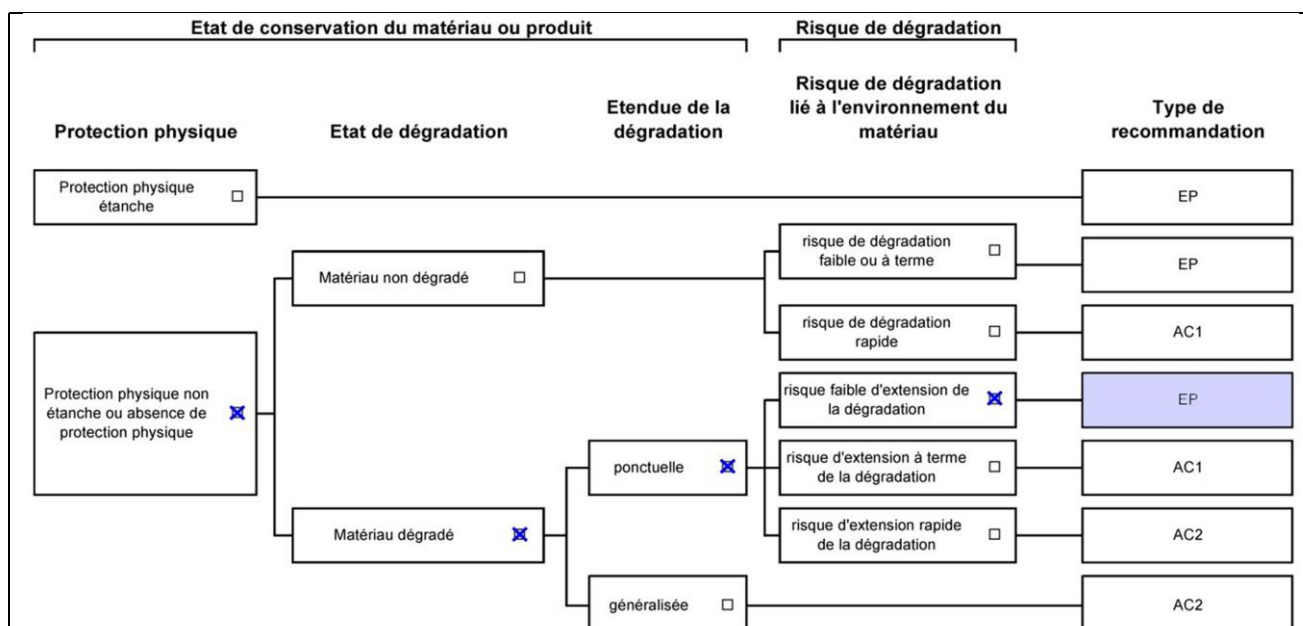 Etat de conservation du matériau ou produit
Risque de dégradation
Protection physique
Etat de dégradation
Etendue de la
dégradation
Risque de dégradation
lié à l'environnement du
matériau
Type de
recommandation
Protection physique
étanche
EP
Matériau non dégradé
risque de dégradation
faible ou à terme
EP
risque de dégradation
rapide
AC1
Protection physique non
étanche ou absence de
protection physique
Matériau dégradé
ponctuelle
risque faible d'extension de
la dégradation
EP
risque d'extension à terme
de la dégradation
AC1
risque d'extension rapide
de la dégradation
AC2
généralisée
AC2